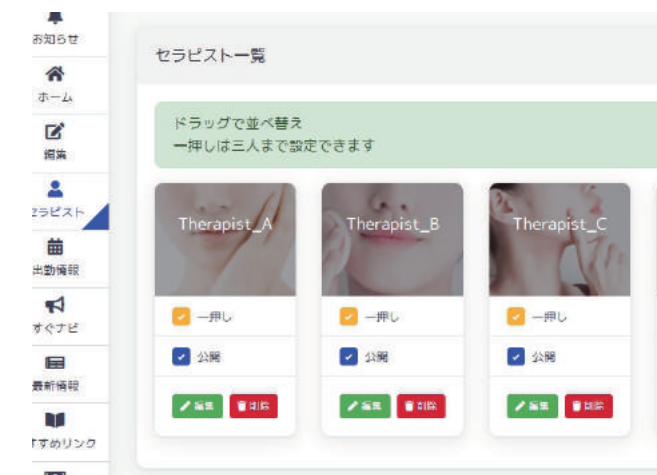 お知らせ
ホーム
編集
セラピスト
出勤情報
すぐナビ
最新情報
すすめリンク
セラピスト一覧
ドラッグで並べ替え
一押しは三人まで設定できます
Therapist_A
Therapist_B
Therapist_C
一押し
一押し
一押し
公開
公開
公開
編集 削除
編集 削除
編集 削除